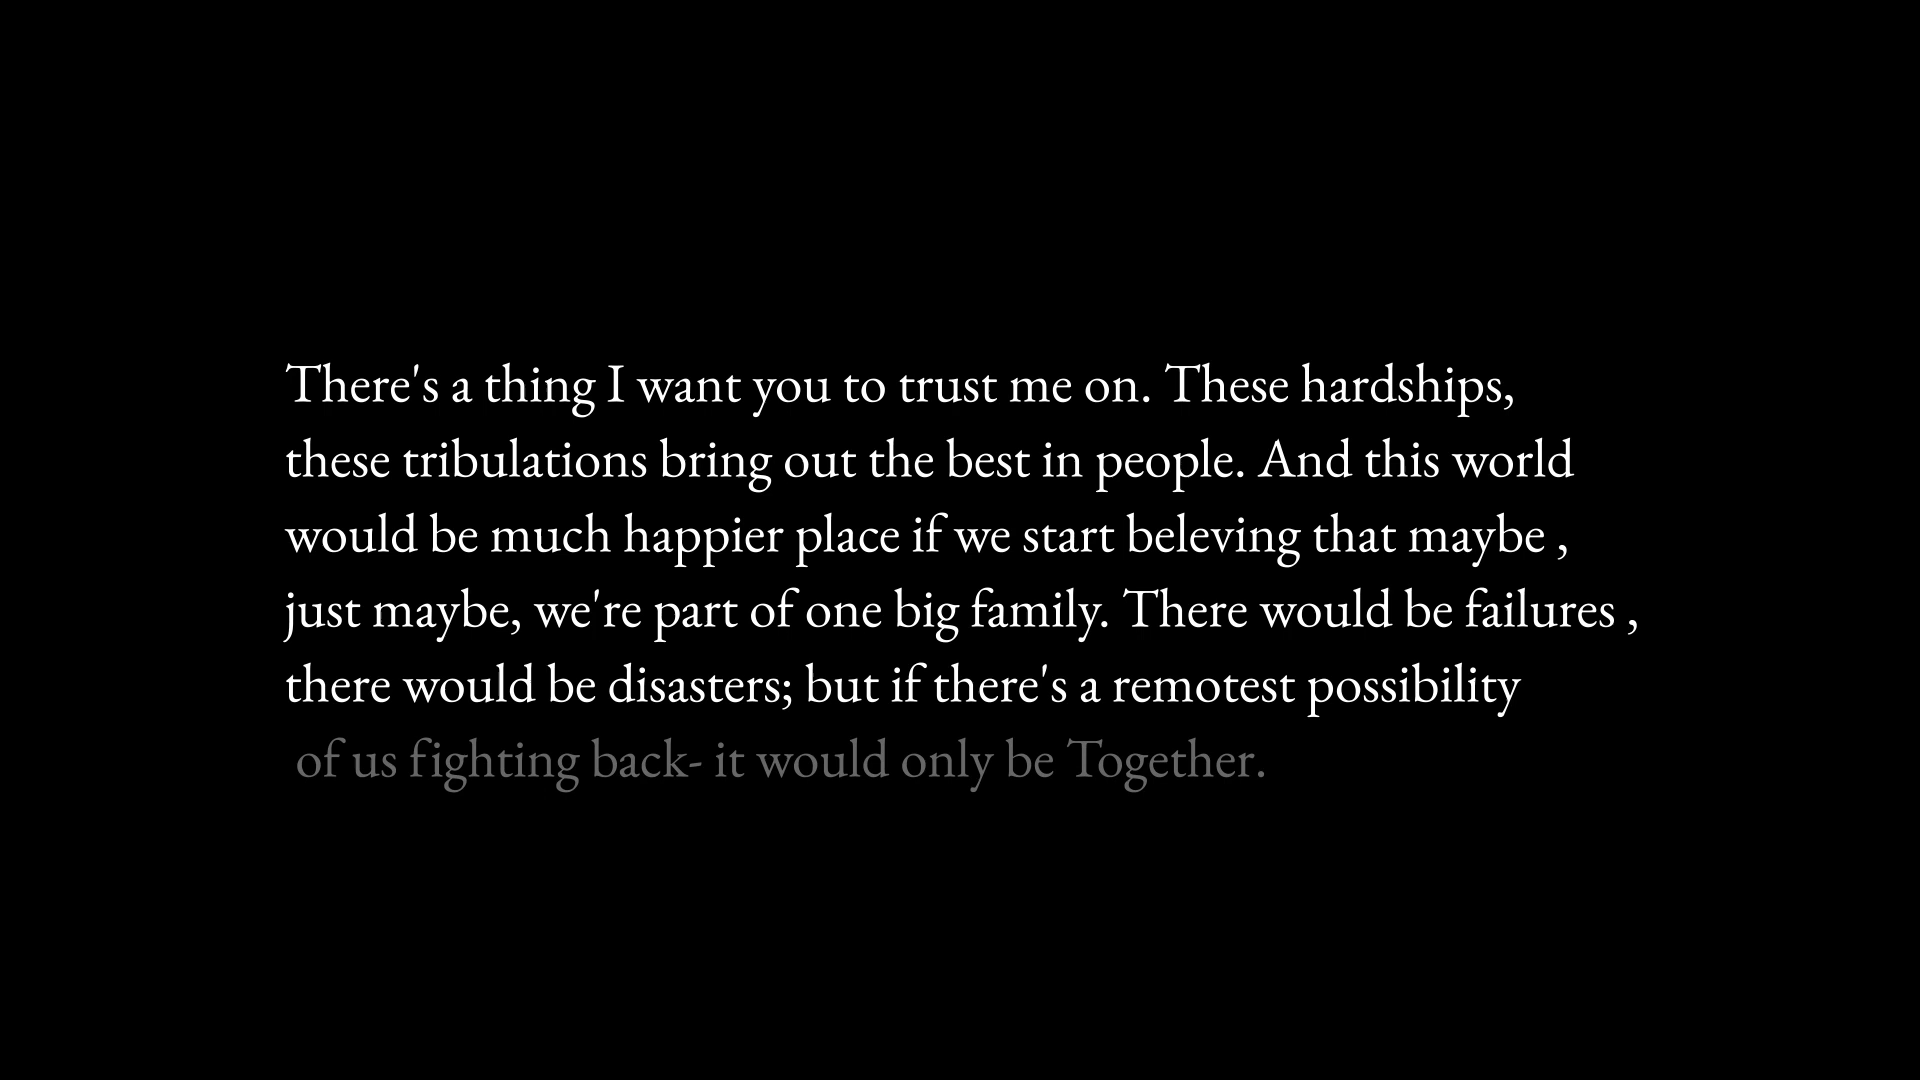 There's a thing I want you to trust me on. These hardships,
these tribulations bring out the best in people. And this world
would be much happier place if we start beleving that maybe ,
just maybe, we're part of one big family. There would be failures ,
there would be disasters; but if there's a remotest possibility
of us fighting back- it would only be Together.